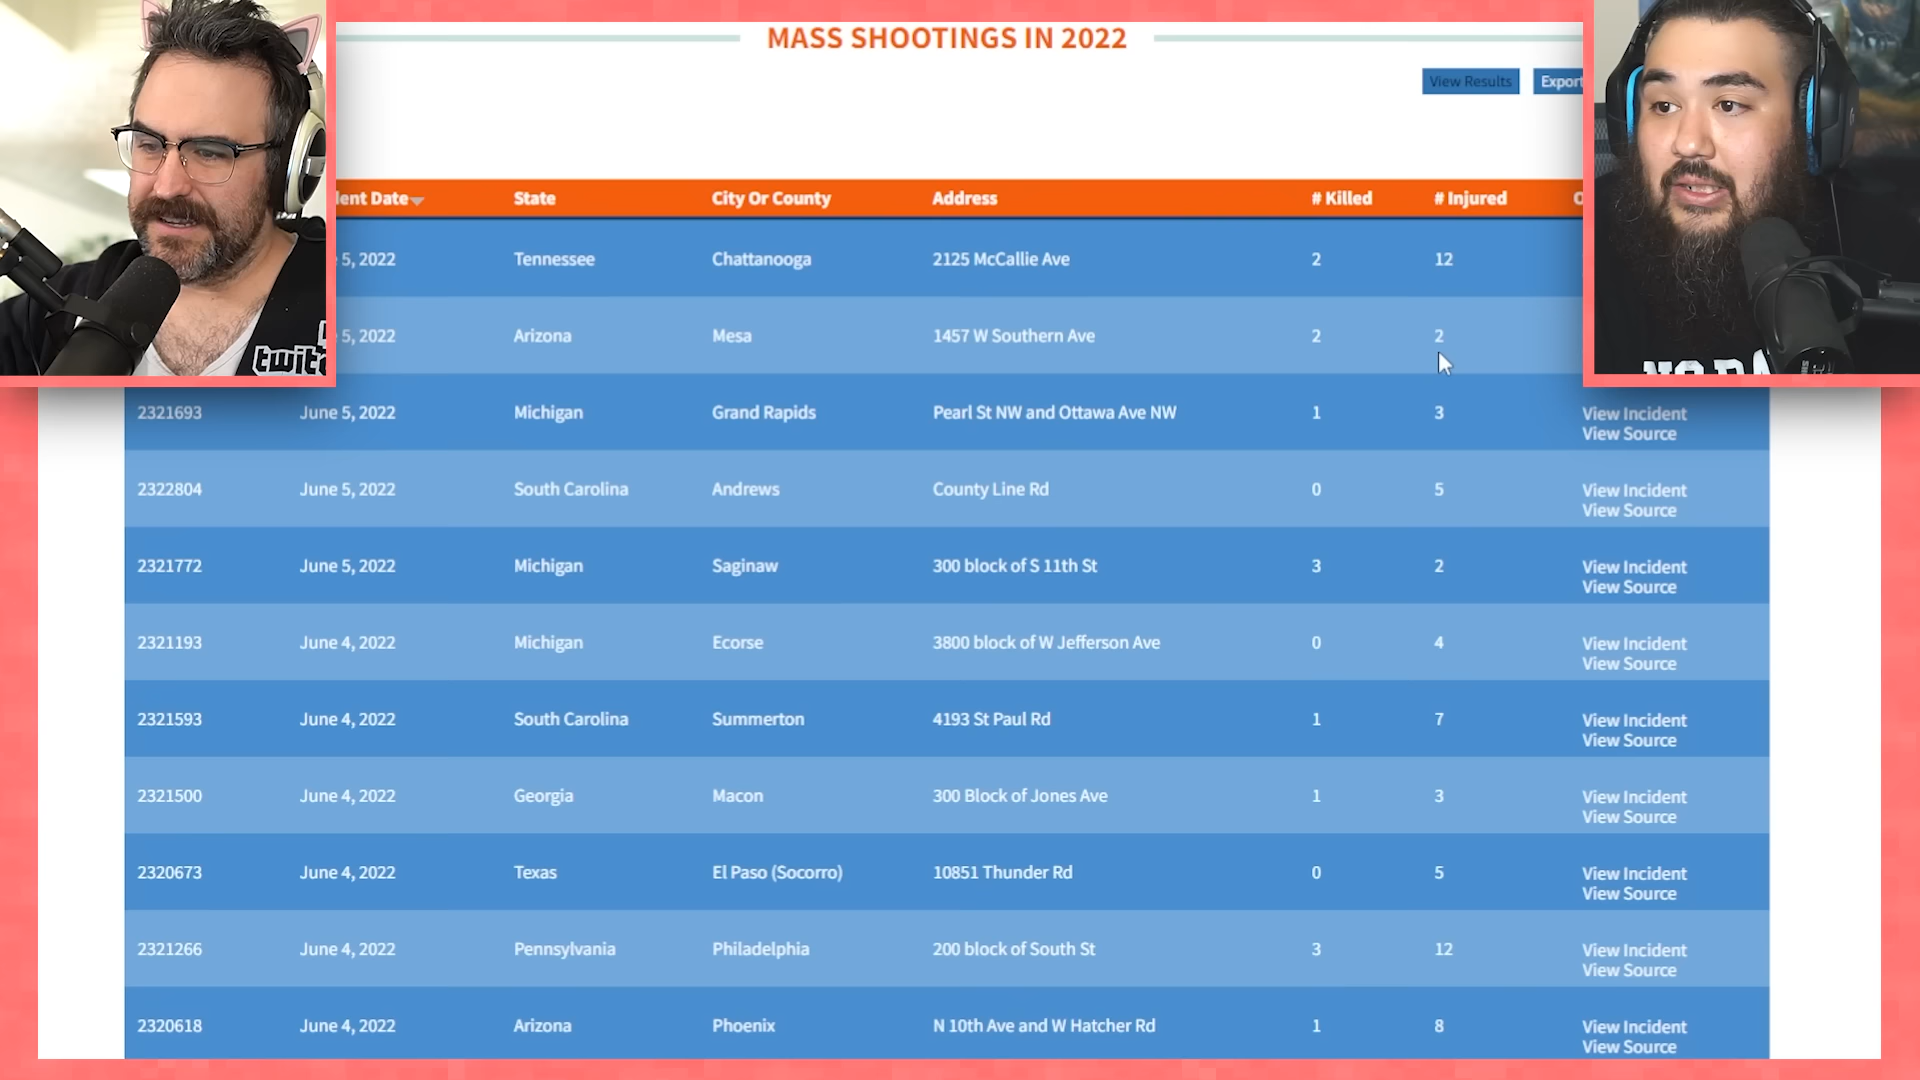 MASS SHOOTINGS IN 2022
View Results Export
ent Date State City Or County Address # Killed # Injured
5, 2022 Tennessee Chattanooga 2125 McCallie Ave 2 12
5, 2022 Arizona Mesa 1457 W Southern Ave 2 2
2321693 June 5, 2022 Michigan Grand Rapids Pearl St NW and Ottawa Ave NW 1 3 View Incident
View Source
2322804 June 5, 2022 South Carolina Andrews County Line Rd 0 5 View Incident
View Source
2321772 June 5, 2022 Michigan Saginaw 300 block of S 11th St 3 2 View Incident
View Source
2321193 June 4, 2022 Michigan Ecorse 3800 block of W Jefferson Ave 0 4 View Incident
View Source
2321593 June 4, 2022 South Carolina Summerton 4193 St Paul Rd 1 7 View Incident
View Source
2321500 June 4, 2022 Georgia Macon 300 Block of Jones Ave 1 3 View Incident
View Source
2320673 June 4, 2022 Texas El Paso (Socorro) 10851 Thunder Rd 0 5 View Incident
View Source
2321266 June 4, 2022 Pennsylvania Philadelphia 200 block of South St 3 12 View Incident
View Source
2320618 June 4, 2022 Arizona Phoenix N 10th Ave and W Hatcher Rd 1 8 View Incident
View Source
twitc